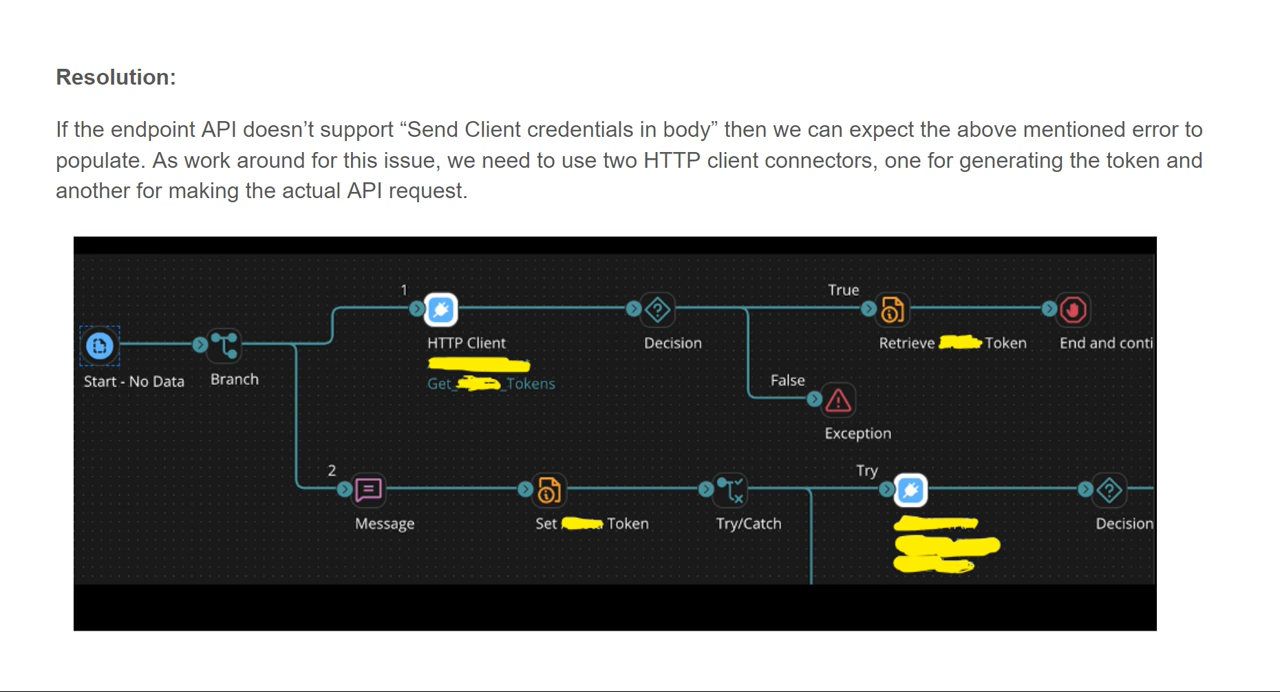 Resolution:
If the endpoint API doesn’t support “Send Client credentials in body” then we can expect the above mentioned error to
populate. As work around for this issue, we need to use two HTTP client connectors, one for generating the token and
another for making the actual API request.
1
True
HTTP Client
Decision
Retrieve Token
End and conti
Start - No Data
Branch
Get_ _Tokens
False
Exception
2
Try
Message
Set Token
Try/Catch
Decision